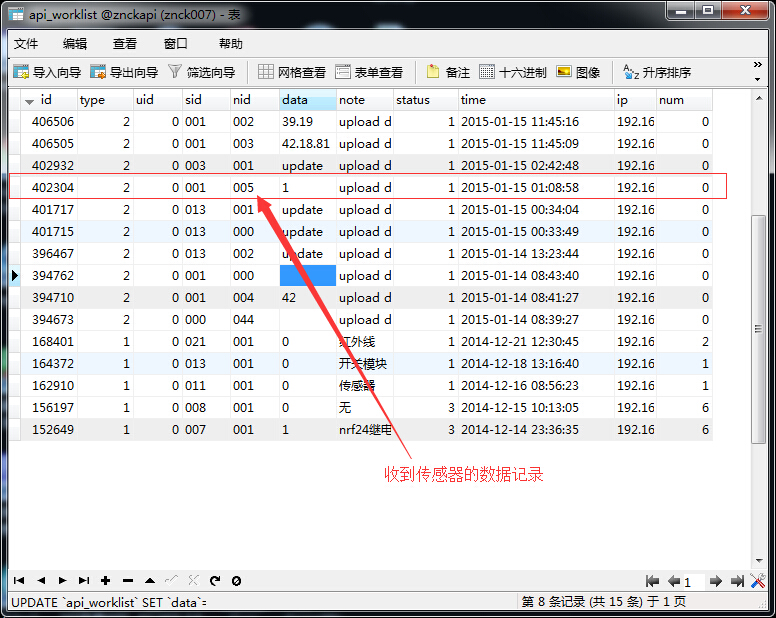 api_worklist @znckapi (znck007) - 表
文件 编辑 查看 窗口 帮助
导入向导 导出向导 筛选向导 网格查看 表单查看 备注 十六进制 图像 升序排序 »
id type uid sid nid data note status time ip num
406506 2 0 001 002 39.19 upload d 1 2015-01-15 11:45:16 192.16 0
406505 2 0 001 003 42.18.81 upload d 1 2015-01-15 11:45:09 192.16 0
402932 2 0 003 001 update upload d 1 2015-01-15 02:42:48 192.16 0
402304 2 0 001 005 1 upload d 1 2015-01-15 01:08:58 192.16 0
401717 2 0 013 001 update upload d 1 2015-01-15 00:34:04 192.16 0
401715 2 0 013 000 update upload d 1 2015-01-15 00:33:49 192.16 0
396467 2 0 013 002 update upload d 1 2015-01-14 13:23:44 192.16 0
394762 2 0 001 000 upload d 1 2015-01-14 08:43:40 192.16 0
394710 2 0 001 004 42 upload d 1 2015-01-14 08:41:27 192.16 0
394673 2 0 000 044 upload d 1 2015-01-14 08:39:27 192.16 0
168401 1 0 021 001 0 红外线 1 2014-12-21 12:30:45 192.16 2
164372 1 0 013 001 0 开关模块 1 2014-12-18 13:16:40 192.16 1
162910 1 0 011 001 0 传感器 1 2014-12-16 08:56:23 192.16 1
156197 1 0 008 001 0 无 3 2014-12-15 10:13:05 192.16 6
152649 1 0 007 001 1 nrf24继电 3 2014-12-14 23:36:35 192.16 6
收到传感器的数据记录
1
UPDATE `api_worklist` SET `data`= 第 8 条记录 (共 15 条) 于 1 页